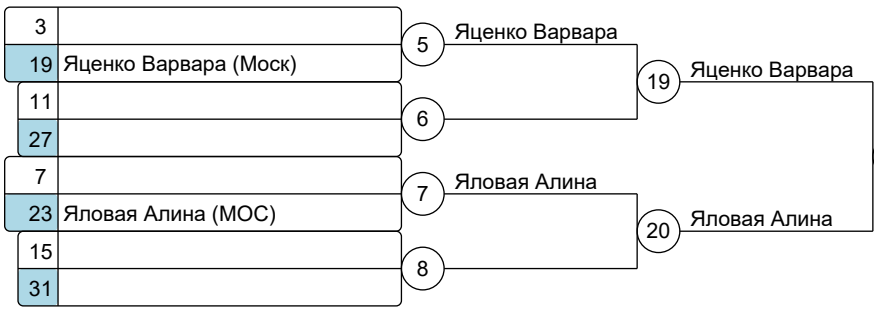 3
5 Яценко Варвара
19 Яценко Варвара (Моск)
19 Яценко Варвара
11
6
27
7
7 Яловая Алина
23 Яловая Алина (МОС)
20 Яловая Алина
15
8
31